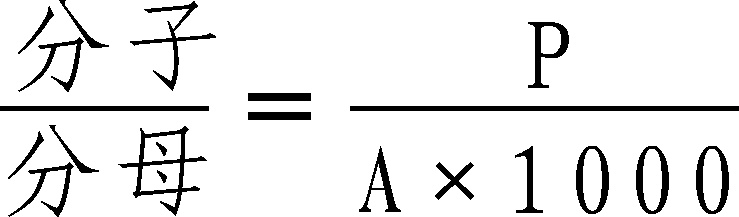 分子 = P
分母 A × 1000